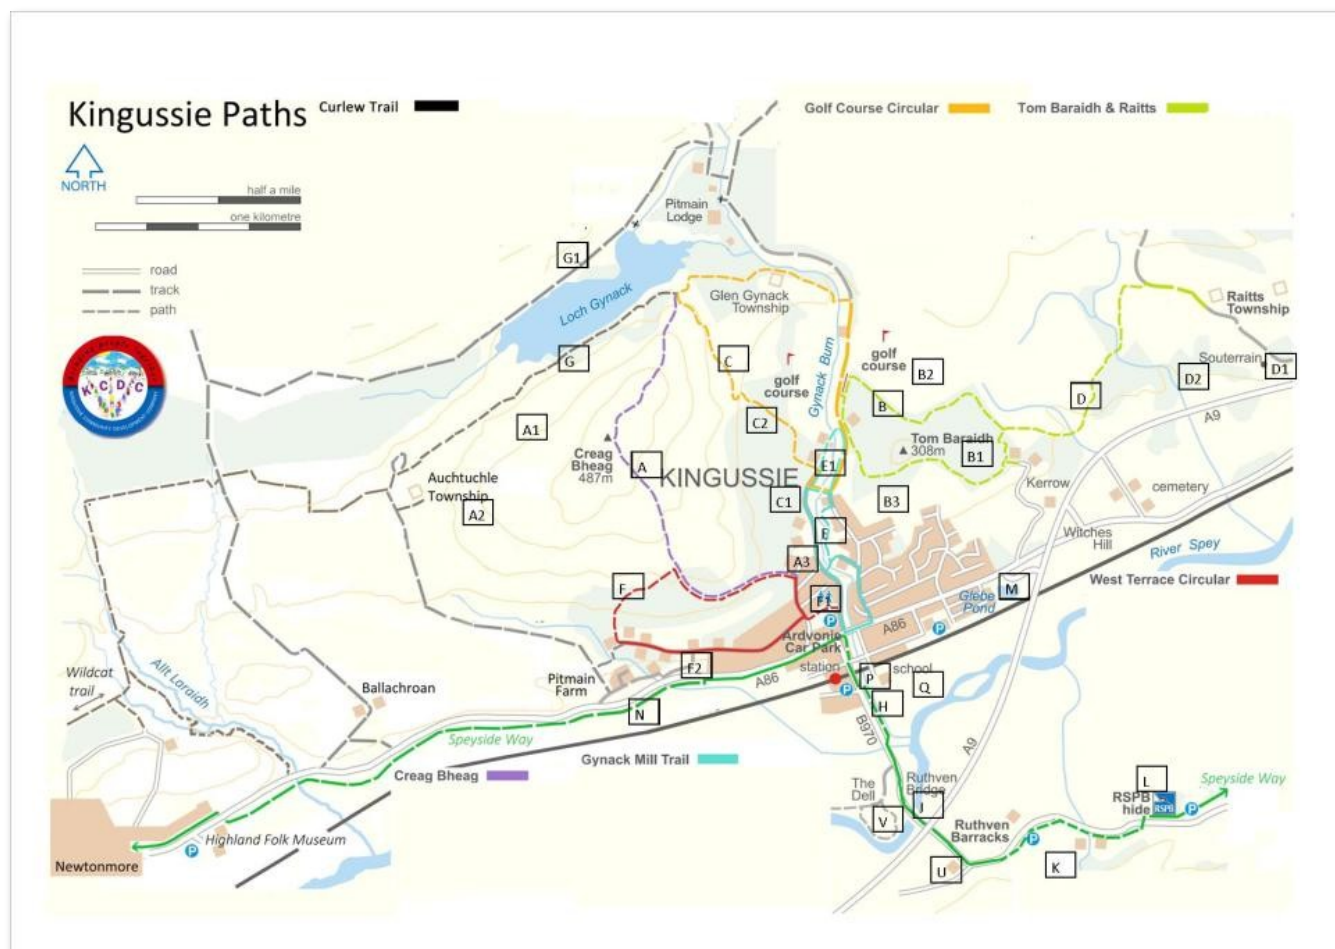 Kingussie Paths
Curlew Trail
Golf Course Circular
Tom Baraidh & Raitts
NORTH
half a mile
one kilometre
road
track
path
KCDC
Pitmain
Lodge
G1
Loch Gynack
Glen Gynack
Township
Raitts
Township
Gynack Burn
golf
course
golf
course
G
C
B2
Souterrain
D1
D2
D
B
A1
C2
Tom Baraidh
308m
B1
Creag
Bheag
487m
A
KINGUSSIE
E1
Auchtuchle
Township
A2
C1
B3
Kerrow
cemetery
Witches
Hill
E
River Spey
A9
A3
West Terrace Circular
F
F1
M
Glebe
Pond
A86
P
P
Ardvonie
Car Park
station
school
F2
A86
P
P
Q
H
Pitmain
Farm
N
Wildcat
trail
Allt Laraidh
Ballachroan
Speyside Way
B970
A9
Gynack Mill Trail
Creag Bheag
The
Dell
Ruthven
Bridge
J
V
L
RSPB
hide
RSPB
P
Speyside Way
Ruthven
Barracks
P
K
U
Highland Folk Museum
P
Newtonmore